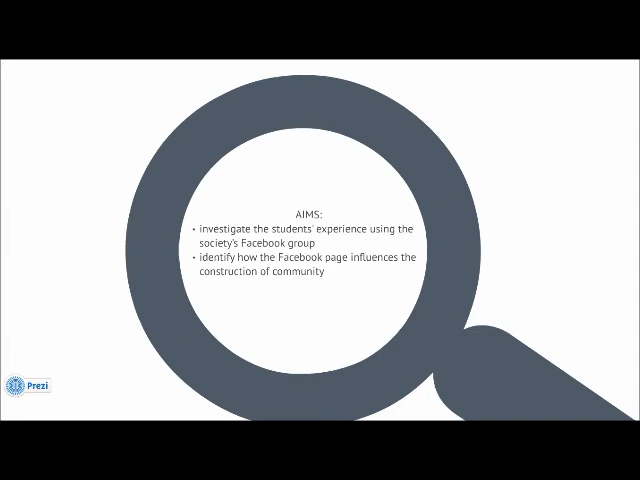 AIMS:
• investigate the students' experience using the
society's Facebook group
• identify how the Facebook page influences the
construction of community
Prezi